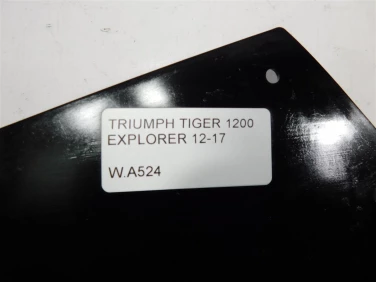 TRIUMPH TIGER 1200
EXPLORER 12-17
W.A524